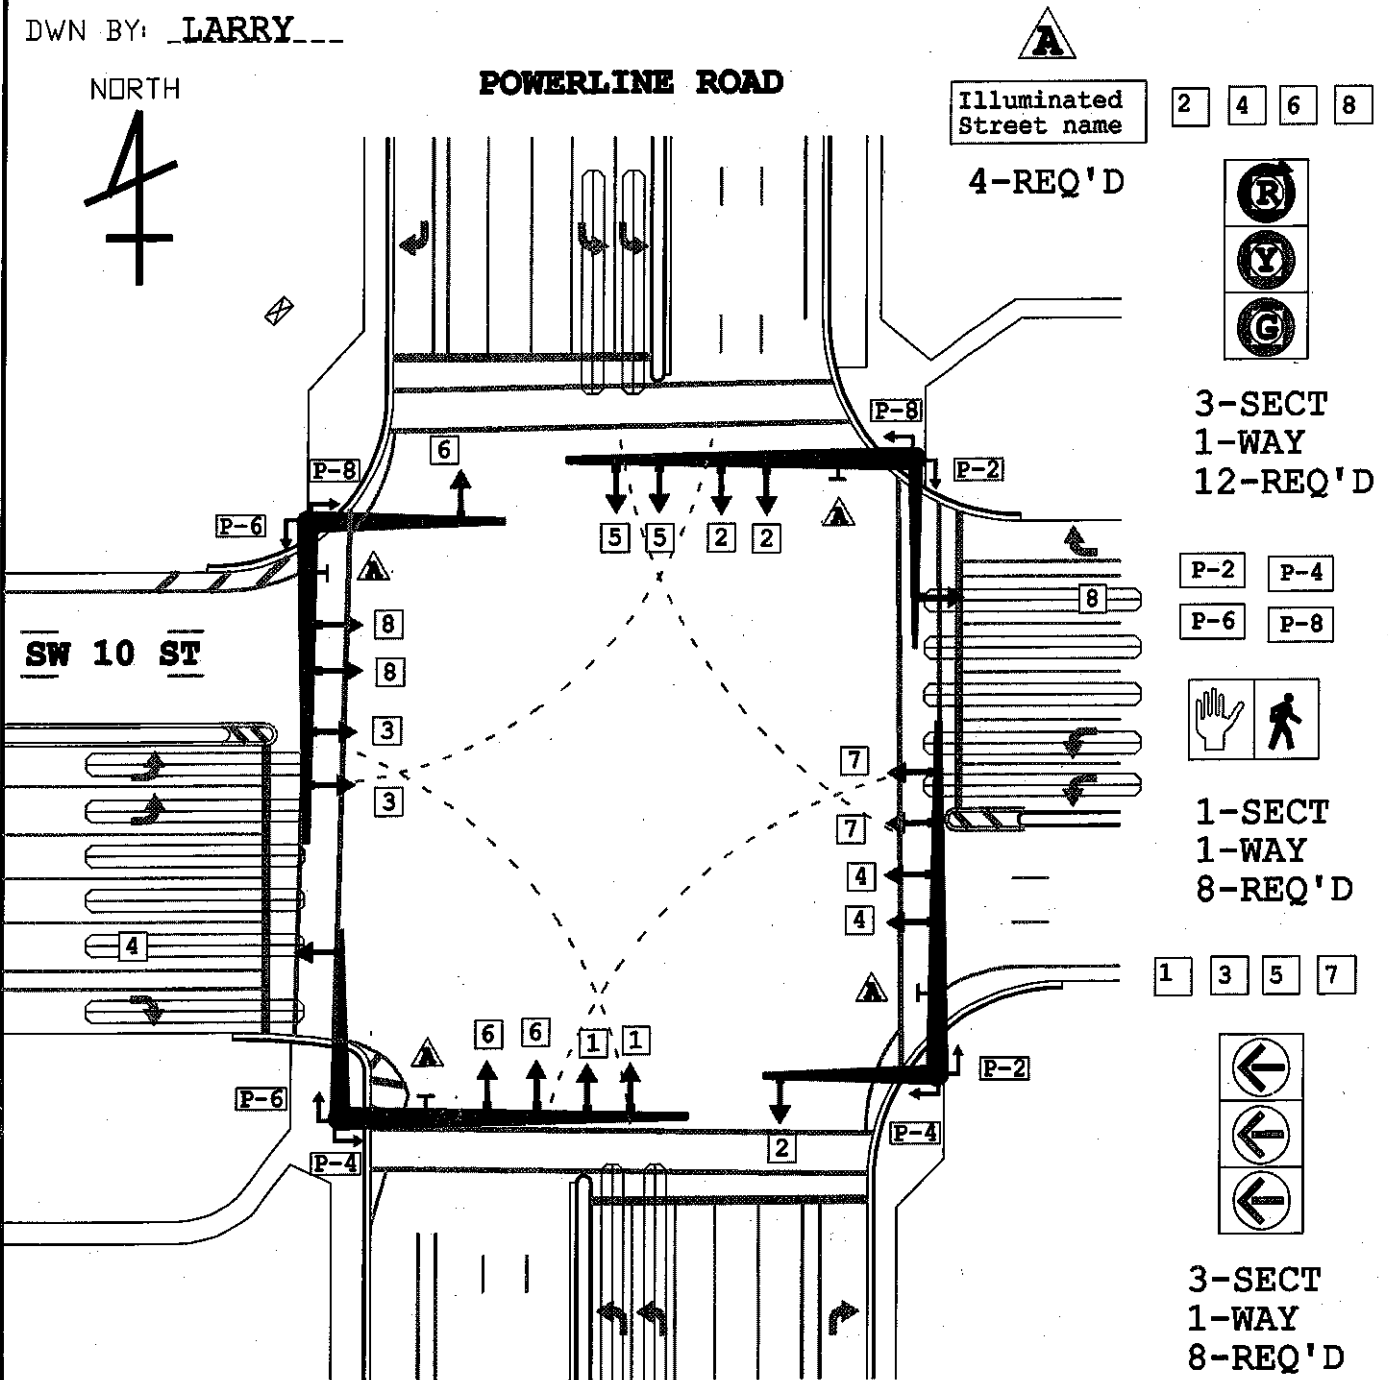 DWN BY: LARRY
NORTH
POWERLINE ROAD
A
Illuminated
Street name
2 4 6 8
4-REQ'D
R
Y
G
3-SECT
1-WAY
12-REQ'D
P-8
P-2
6
P-8
P-6
5 5 2 2
A
A
8
8
8
3
3
SW 10 ST
P-2 P-4
P-6 P-8
1-SECT
1-WAY
8-REQ'D
7
7
4
4
4
A
1 3 5 7
6 6 1 1
A
P-2
P-6
P-4
P-4
2
3-SECT
1-WAY
8-REQ'D